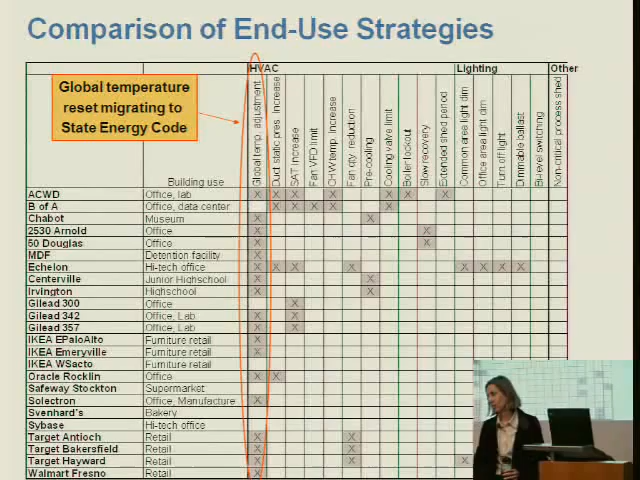 Comparison of End-Use Strategies
HVAC Lighting Other
Global temperature
reset migrating to
State Energy Code
Building use
Global temp. adjustment
Duct static pres. Increase
SAT Increase
Fan VFD limit
CHW temp. Increase
Fan qty. reduction
Pre-cooling
Cooling valve limit
Boiler lockout
Slow recovery
Extended shed period
Common area light dim
Office area light dim
Turn off light
Dimmable ballast
Bi-level switching
Non-critical process shed
ACWD Office, lab X X X X X X X
B of A Office, data center X X X X X
Chabot Museum X X
2530 Arnold Office X X
50 Douglas Office X X
MDF Detention facility X
Echelon Hi-tech office X X X X X X X X
Centerville Junior Highschool X X
Irvington Highschool X X
Gilead 300 Office X
Gilead 342 Office, Lab X X
Gilead 357 Office, Lab X X
IKEA EPaloAlto Furniture retail X
IKEA Emeryville Furniture retail X
IKEA WSacto Furniture retail
Oracle Rocklin Office X X
Safeway Stockton Supermarket
Solectron Office, Manufacture X
Svenhard's Bakery
Sybase Hi-tech office
Target Antioch Retail X X
Target Bakersfield Retail X X
Target Hayward Retail X X X
Walmart Fresno Retail X